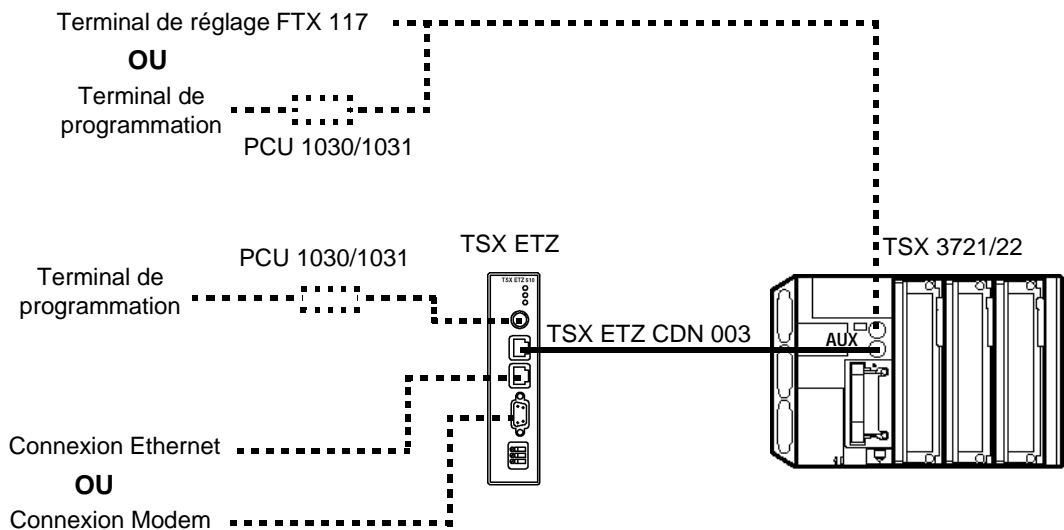 Terminal de réglage FTX 117
OU
Terminal de
programmation
PCU 1030/1031
TSX ETZ
TSX 3721/22
PCU 1030/1031
Terminal de
programmation
TSX ETZ 510
TSX ETZ CDN 003
AUX
Connexion Ethernet
OU
Connexion Modem